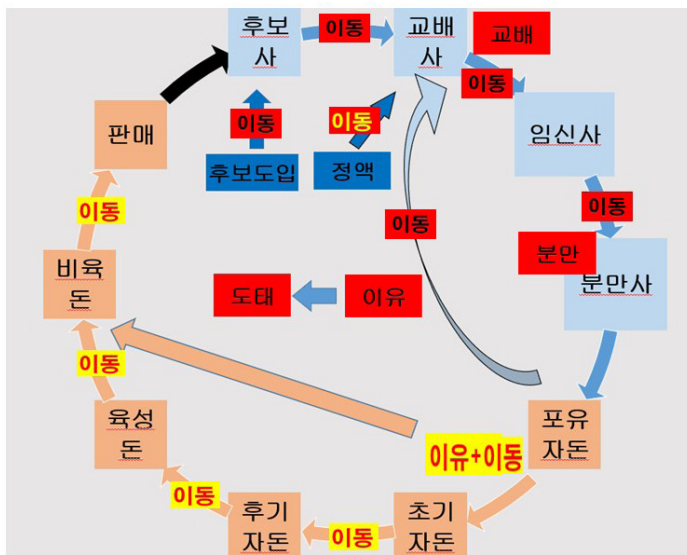 후보
사
이동
교배
사
교배
이동
판매
이동
이동
임신사
후보도입
정액
이동
이동
이동
분만
분만사
비육
돈
도태
이유
이동
육성
돈
포유
자돈
이유+이동
이동
후기
자돈
이동
초기
자돈